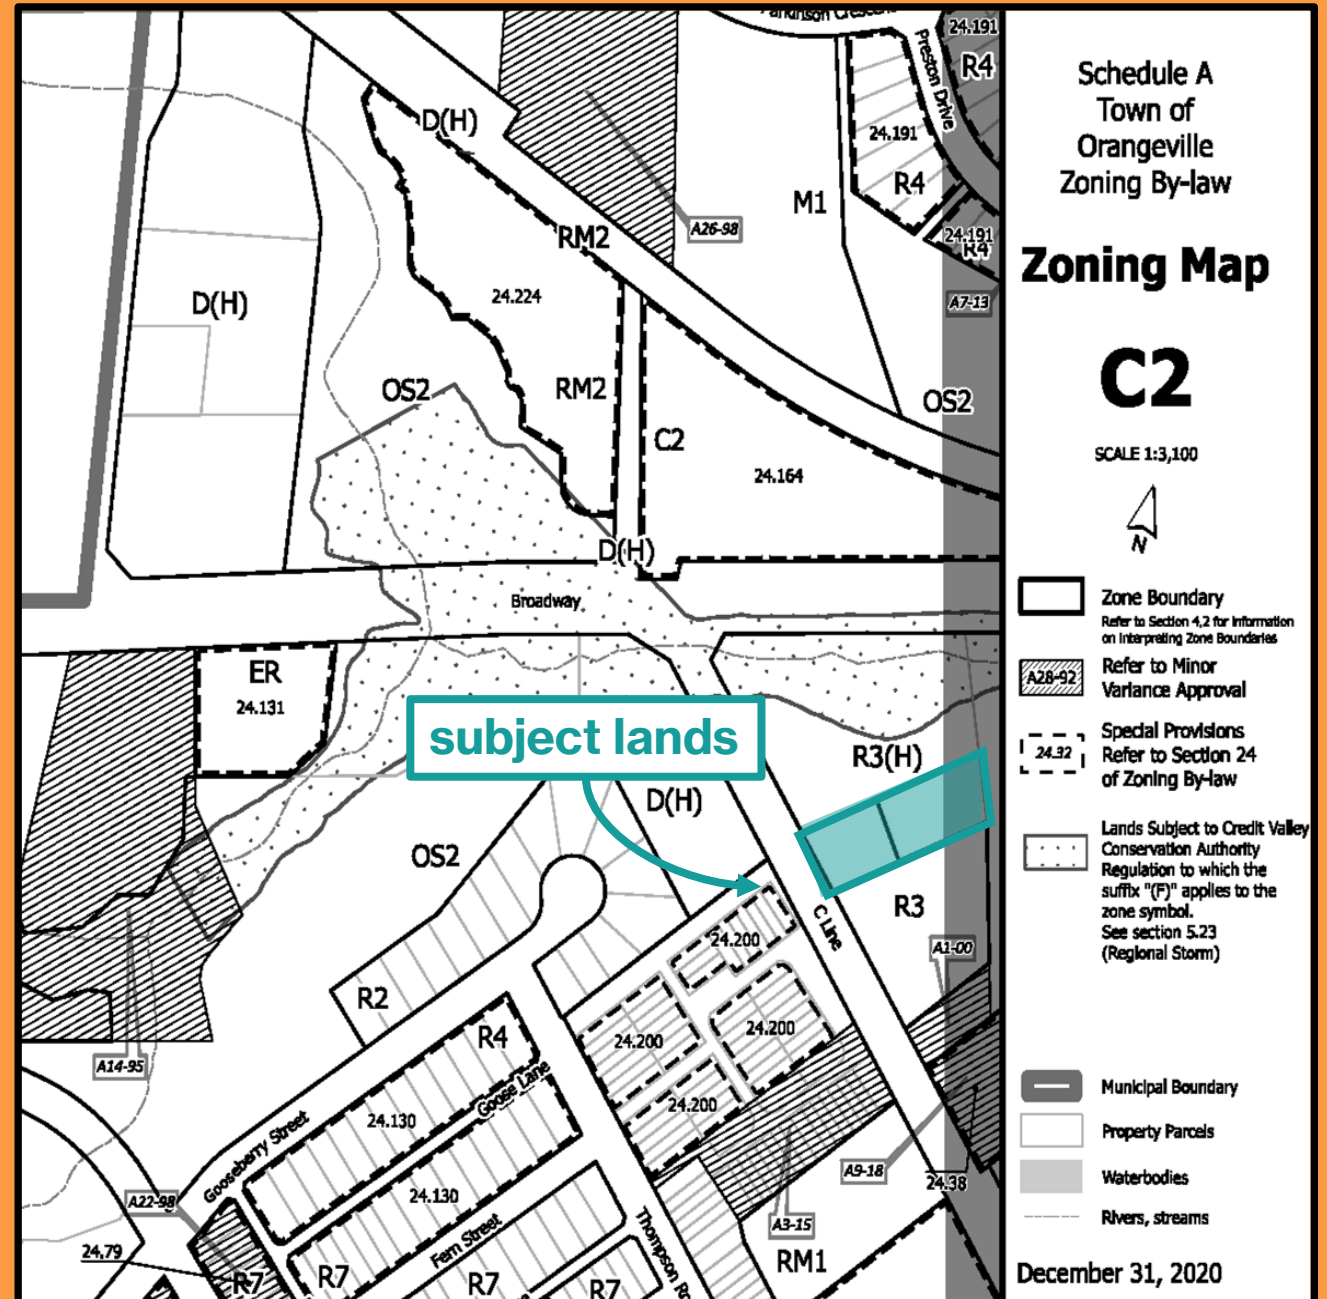 Parkinson Crescent
24.191
R4
Preston Drive
D(H)
24.191
R4
M1
A26-98
RM2
24.191
R4
24.224
D(H)
A7-13
OS2
RM2
OS2
C2
24.164
D(H)
Broadway
ER
24.131
subject lands
R3(H)
D(H)
OS2
R3
C Line
24.200
A1-00
R2
R4
24.200
24.200
A14-95
Goose Lane
24.130
24.200
Gooseberry Street
A9-18
24.38
A22-98
24.130
A3-15
Fern Street
Thompson
24.79
R7
R7
R7
R7
RM1
Schedule A
Town of
Orangeville
Zoning By-law
Zoning Map
C2
SCALE 1:3,100
N
Zone Boundary
Refer to Section 4.2 for information
on Interpreting Zone Boundaries
A28-92
Refer to Minor
Variance Approval
24.32
Special Provisions
Refer to Section 24
of Zoning By-law
Lands Subject to Credit Valley
Conservation Authority
Regulation to which the
suffix "(F)" applies to the
zone symbol.
See section 5.23
(Regional Storm)
Municipal Boundary
Property Parcels
Waterbodies
Rivers, streams
December 31, 2020